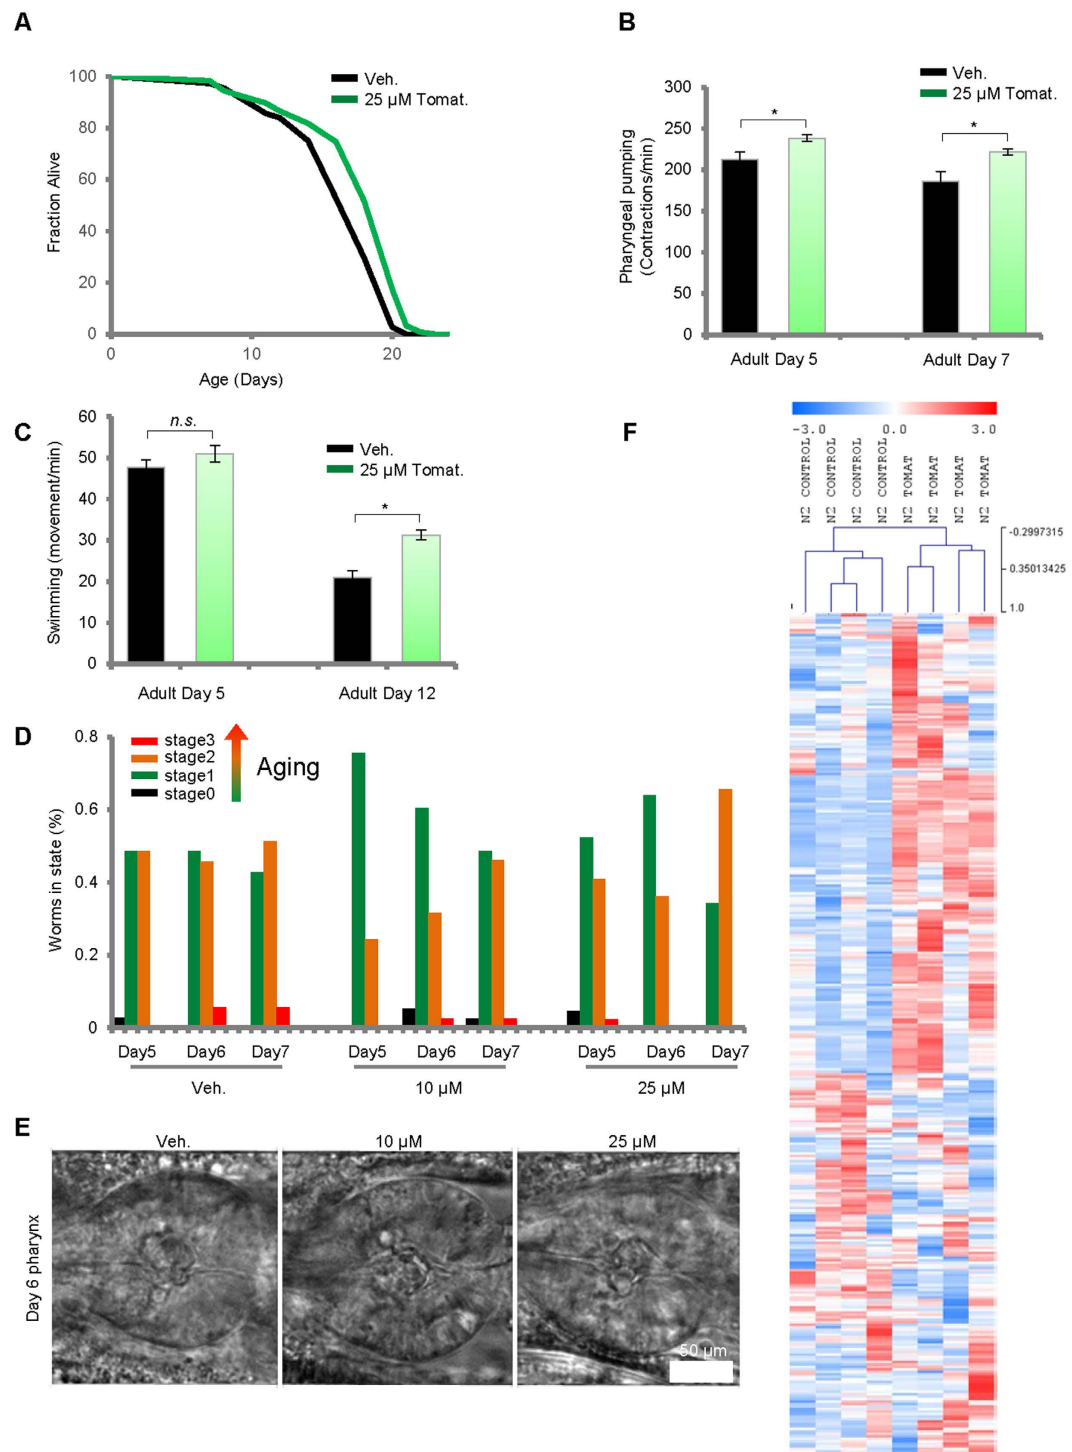 A
Veh.
25 µM Tomat.
100
80
60
40
20
0
Fraction Alive
0 10 20
Age (Days)
B
Veh.
25 µM Tomat.
300
250
200
150
100
50
0
Pharyngeal pumping
(Contractions/min)
*
*
Adult Day 5 Adult Day 7
C
Veh.
25 µM Tomat.
60
50
40
30
20
10
0
Swimming (movement/min)
n.s.
*
Adult Day 5 Adult Day 12
D
stage3
stage2
stage1
stage0
Aging
0.8
0.6
0.4
0.2
0
Worms in state (%)
Day5 Day6 Day7 Day5 Day6 Day7 Day5 Day6 Day7
Veh. 10 µM 25 µM
E
Veh. 10 µM 25 µM
Day 6 pharynx
50 µm
F
-3.0 0.0 3.0
N2 CONTROL
N2 CONTROL
N2 CONTROL
N2 CONTROL
N2 TOMAT
N2 TOMAT
N2 TOMAT
N2 TOMAT
-0.2997315
0.35013425
1.0